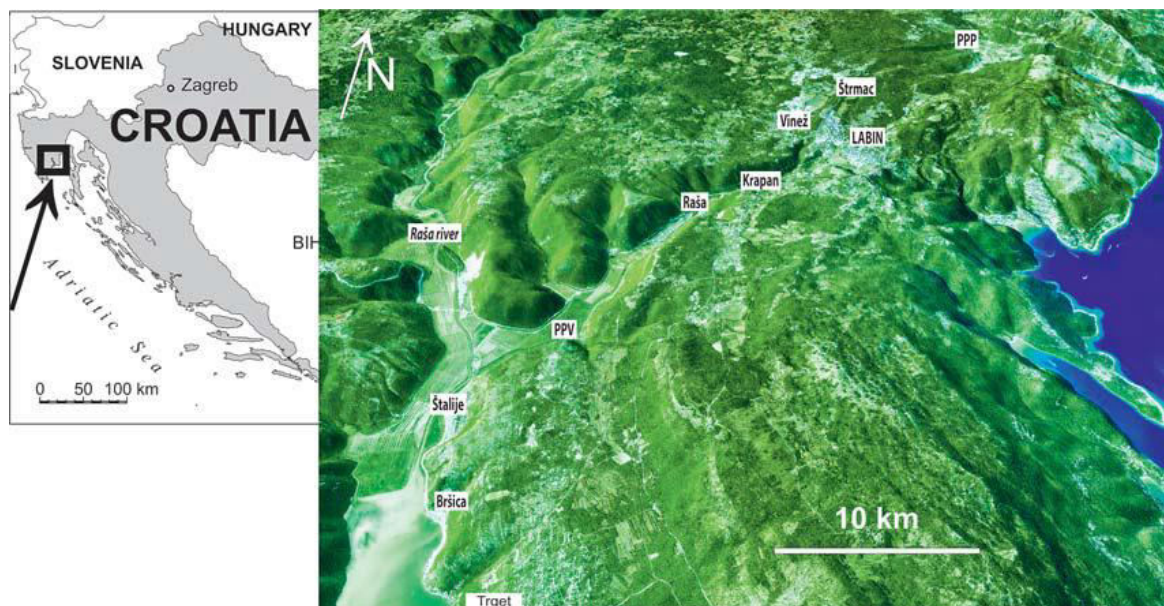 HUNGARY
SLOVENIA
Zagreb
CROATIA
BIH
Adriatic Sea
0 50 100 km
N
PPP
Štrmac
Vinež
LABIN
Krapan
Raša
Raša river
PPV
Štalije
Bršica
10 km
Trget